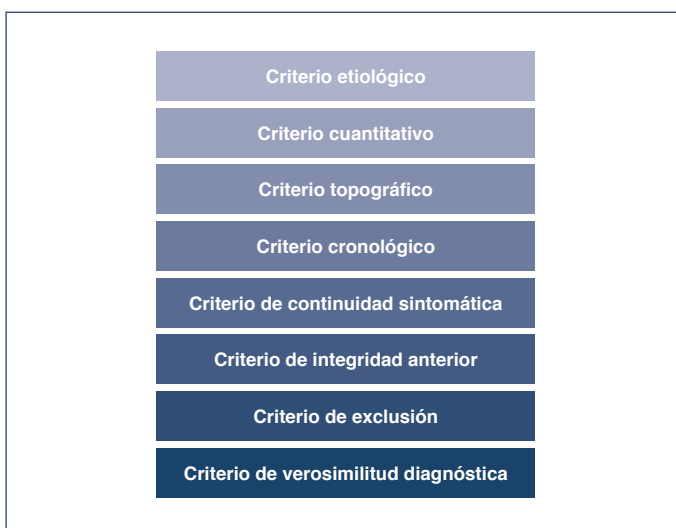 Criterio etiológico
Criterio cuantitativo
Criterio topográfico
Criterio cronológico
Criterio de continuidad sintomática
Criterio de integridad anterior
Criterio de exclusión
Criterio de verosimilitud diagnóstica